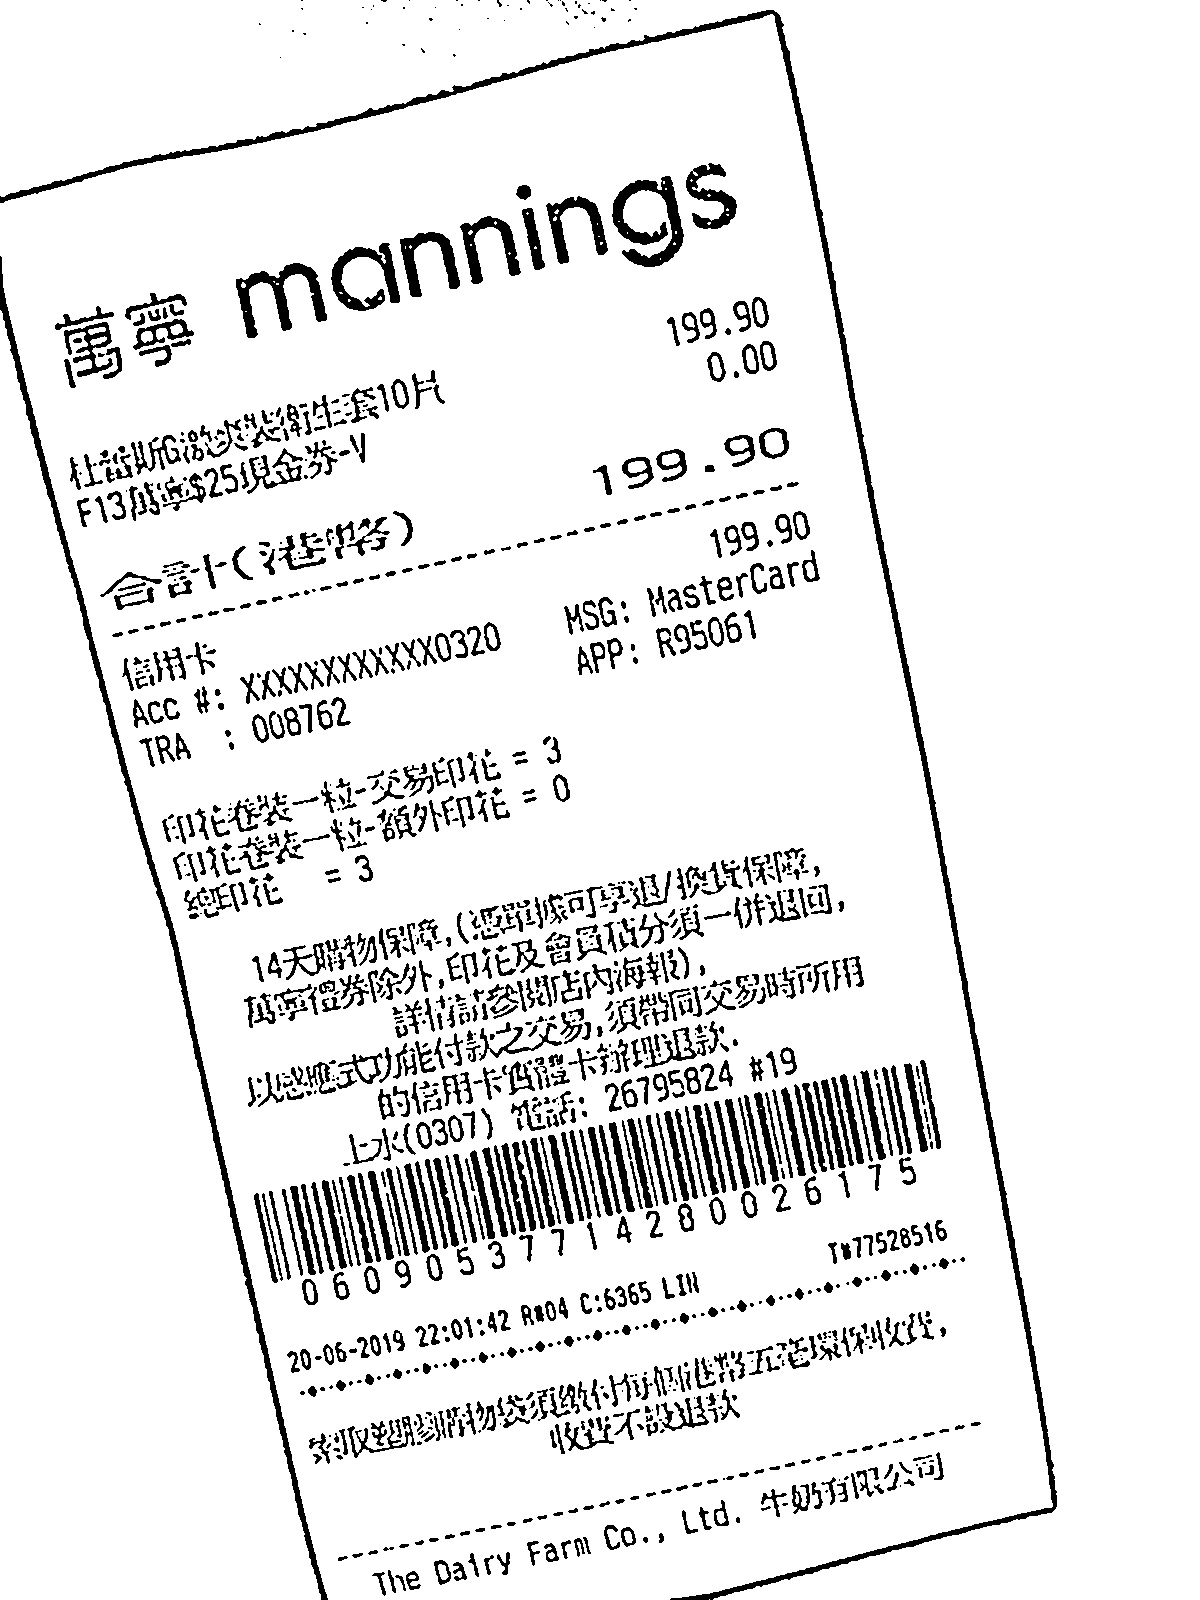 萬寧 mannings
杜蕾斯G激爽裝衛生套10片 199.90
F13萬寧$25現金券-V 0.00
合計(港幣) 199.90
信用卡 199.90
Acc #: XXXXXXXXXXXX0320 MSG: MasterCard
TRA : 008762 APP: R95061
印花卷裝一粒-交易印花 = 3
印花卷裝一粒-額外印花 = 0
總印花 = 3
14天購物保障,(憑單據可享退/換貨保障,
萬寧禮券除外,印花及會員積分須一併退回,
詳情請參閱店內海報),
以感應式功能付款之交易,須帶同交易時所用
的信用卡實體卡辦理退款.
上水(0307) 電話: 26795824 #19
06090537714280026175
20-06-2019 22:01:42 R#04 C:6365 LIN T#77528516
索取塑膠購物袋須繳付每個港幣五毫環保收費,
收費不設退款
The Dairy Farm Co., Ltd. 牛奶有限公司